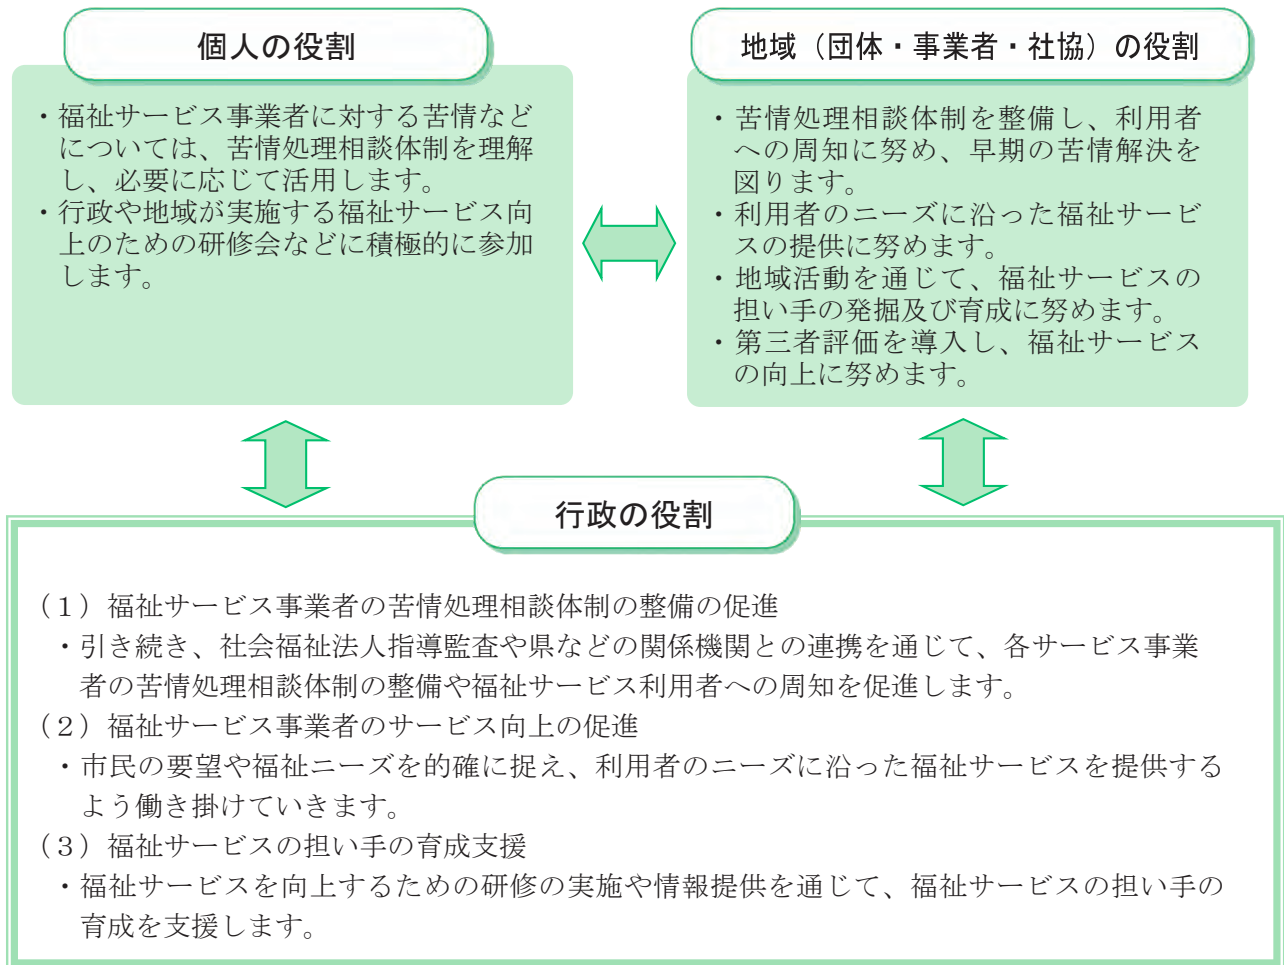 個人の役割
・福祉サービス事業者に対する苦情など
については、苦情処理相談体制を理解
し、必要に応じて活用します。
・行政や地域が実施する福祉サービス向
上のための研修会などに積極的に参加
します。
地域（団体・事業者・社協）の役割
・苦情処理相談体制を整備し、利用者
への周知に努め、早期の苦情解決を
図ります。
・利用者のニーズに沿った福祉サービ
スの提供に努めます。
・地域活動を通じて、福祉サービスの
担い手の発掘及び育成に努めます。
・第三者評価を導入し、福祉サービス
の向上に努めます。
行政の役割
（１）福祉サービス事業者の苦情処理相談体制の整備の促進
・引き続き、社会福祉法人指導監査や県などの関係機関との連携を通じて、各サービス事業
者の苦情処理相談体制の整備や福祉サービス利用者への周知を促進します。
（２）福祉サービス事業者のサービス向上の促進
・市民の要望や福祉ニーズを的確に捉え、利用者のニーズに沿った福祉サービスを提供する
よう働き掛けていきます。
（３）福祉サービスの担い手の育成支援
・福祉サービスを向上するための研修の実施や情報提供を通じて、福祉サービスの担い手の
育成を支援します。